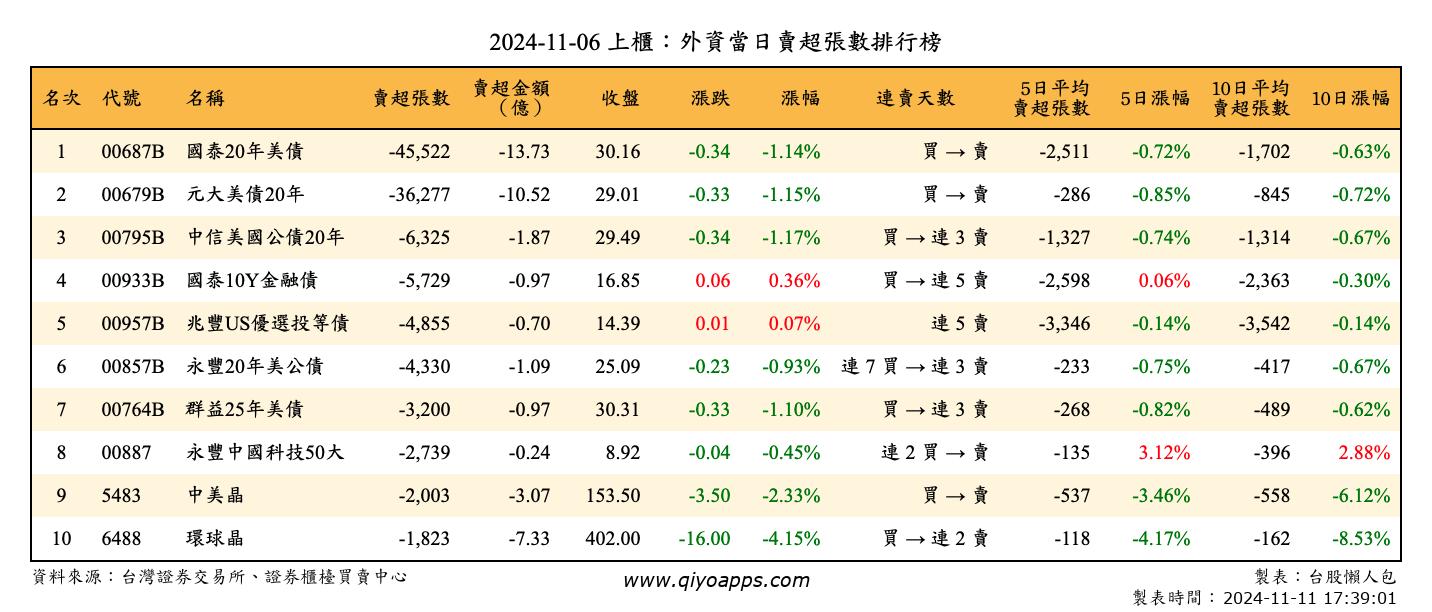 2024-11-06 上櫃：外資當日賣超張數排行榜
名次 代號 名稱 賣超張數 賣超金額（億） 收盤 漲跌 漲幅 連賣天數 5日平均賣超張數 5日漲幅 10日平均賣超張數 10日漲幅
1 00687B 國泰20年美債 -45,522 -13.73 30.16 -0.34 -1.14% 買 → 賣 -2,511 -0.72% -1,702 -0.63%
2 00679B 元大美債20年 -36,277 -10.52 29.01 -0.33 -1.15% 買 → 賣 -286 -0.85% -845 -0.72%
3 00795B 中信美國公債20年 -6,325 -1.87 29.49 -0.34 -1.17% 買 → 連 3 賣 -1,327 -0.74% -1,314 -0.67%
4 00933B 國泰10Y金融債 -5,729 -0.97 16.85 0.06 0.36% 買 → 連 5 賣 -2,598 0.06% -2,363 -0.30%
5 00957B 兆豐US優選投等債 -4,855 -0.70 14.39 0.01 0.07% 連 5 賣 -3,346 -0.14% -3,542 -0.14%
6 00857B 永豐20年美公債 -4,330 -1.09 25.09 -0.23 -0.93% 連 7 買 → 連 3 賣 -233 -0.75% -417 -0.67%
7 00764B 群益25年美債 -3,200 -0.97 30.31 -0.33 -1.10% 買 → 連 3 賣 -268 -0.82% -489 -0.62%
8 00887 永豐中國科技50大 -2,739 -0.24 8.92 -0.04 -0.45% 連 2 買 → 賣 -135 3.12% -396 2.88%
9 5483 中美晶 -2,003 -3.07 153.50 -3.50 -2.33% 買 → 賣 -537 -3.46% -558 -6.12%
10 6488 環球晶 -1,823 -7.33 402.00 -16.00 -4.15% 買 → 連 2 賣 -118 -4.17% -162 -8.53%
資料來源：台灣證券交易所、證券櫃檯買賣中心 www.qiyoapps.com 製表：台股懶人包
製表時間：2024-11-11 17:39:01